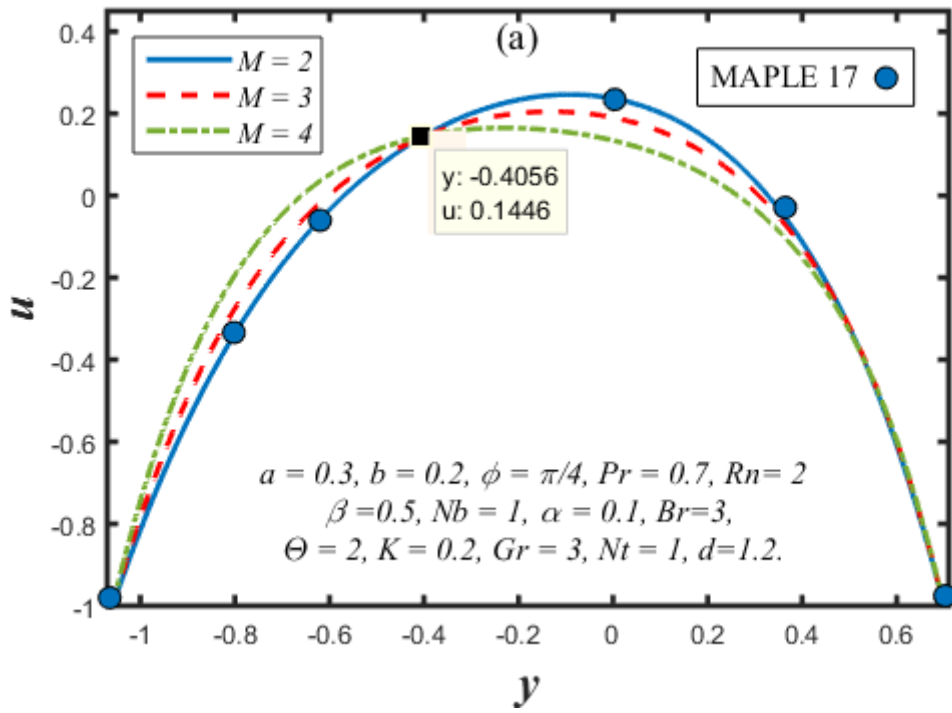 (a)
M = 2
M = 3
M = 4
MAPLE 17
y: -0.4056
u: 0.1446
0.4
0.2
0
-0.2
-0.4
-0.6
-0.8
-1
u
a = 0.3, b = 0.2, ϕ = π/4, Pr = 0.7, Rn= 2
β =0.5, Nb = 1, α = 0.1, Br=3,
Θ = 2, K = 0.2, Gr = 3, Nt = 1, d=1.2.
-1 -0.8 -0.6 -0.4 -0.2 0 0.2 0.4 0.6
y